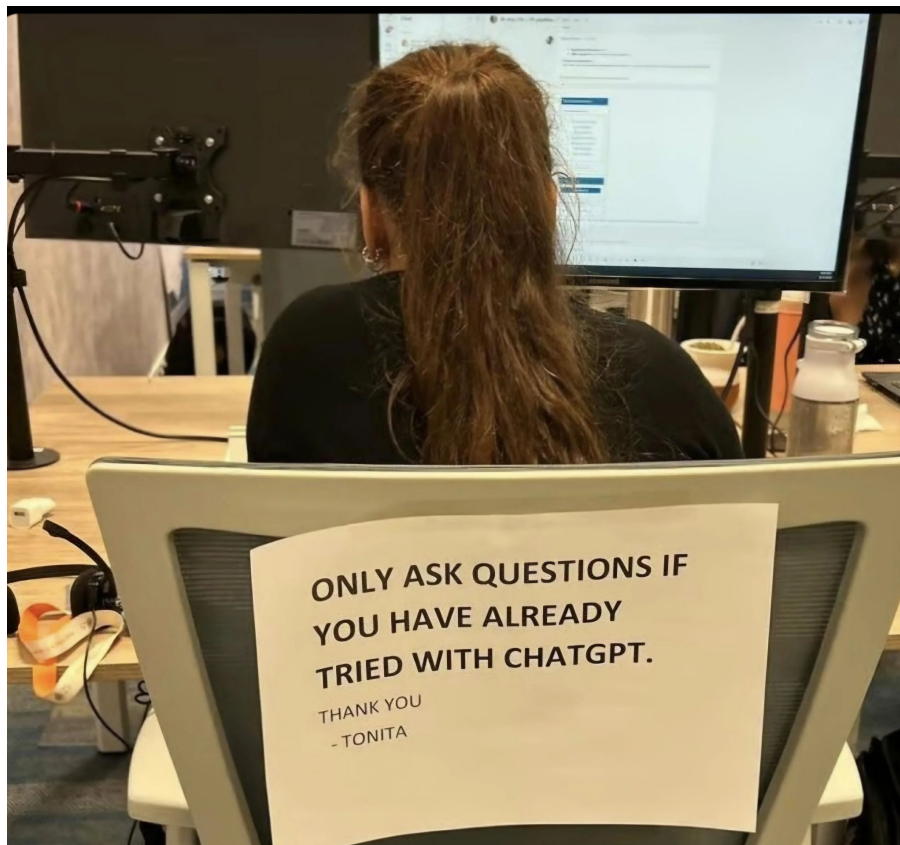 ONLY ASK QUESTIONS IF
YOU HAVE ALREADY
TRIED WITH CHATGPT.
THANK YOU
- TONITA